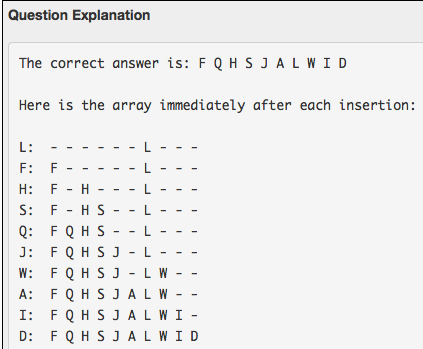 Question Explanation
The correct answer is: F Q H S J A L W I D
Here is the array immediately after each insertion:
L: - - - - - - L - - -
F: F - - - - - L - - -
H: F - H - - - L - - -
S: F - H S - - L - - -
Q: F Q H S - - L - - -
J: F Q H S J - L - - -
W: F Q H S J - L W - -
A: F Q H S J A L W - -
I: F Q H S J A L W I -
D: F Q H S J A L W I D